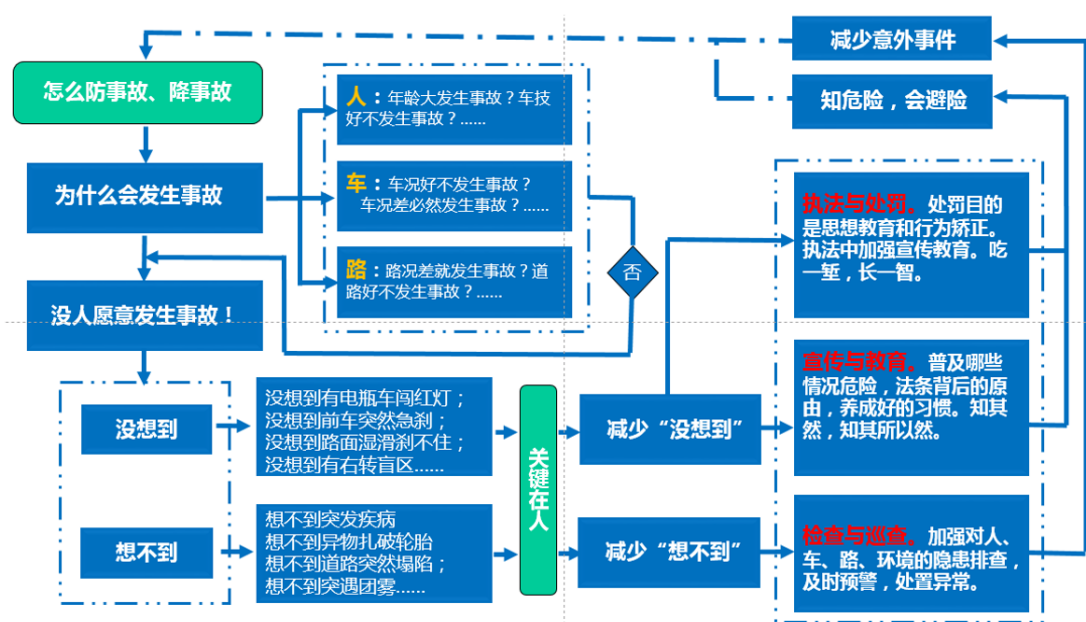 减少意外事件
怎么防事故、降事故
知危险，会避险
人：年龄大发生事故？车技
好不发生事故？......
为什么会发生事故
车：车况好不发生事故？
车况差必然发生事故？......
路：路况差就发生事故？道
路好不发生事故？......
否
没人愿意发生事故！
执法与处罚。处罚目的
是思想教育和行为矫正。
执法中加强宣传教育。吃
一堑，长一智。
没想到
没想到有电瓶车闯红灯；
没想到前车突然急刹；
没想到路面湿滑刹不住；
没想到有右转盲区......
关键在人
减少“没想到”
宣传与教育。普及哪些
情况危险，法条背后的原
由，养成好的习惯。知其
然，知其所以然。
想不到
想不到突发疾病
想不到异物扎破轮胎
想不到道路突然塌陷；
想不到突遇团雾......
减少“想不到”
检查与巡查。加强对人、
车、路、环境的隐患排查，
及时预警，处置异常。